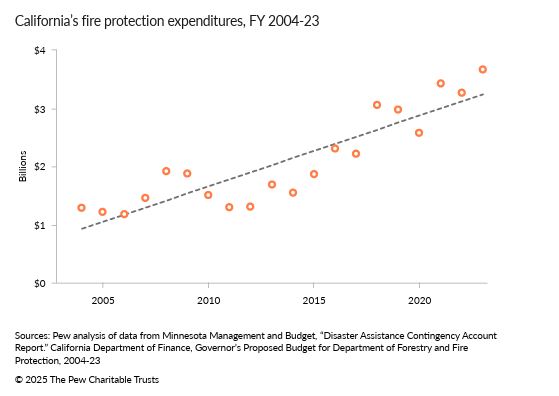 California's fire protection expenditures, FY 2004-23
$4
$3
$2
$1
$0
Billions
2005
2010
2015
2020
Sources: Pew analysis of data from Minnesota Management and Budget, “Disaster Assistance Contingency Account
Report.” California Department of Finance, Governor's Proposed Budget for Department of Forestry and Fire
Protection, 2004-23
© 2025 The Pew Charitable Trusts